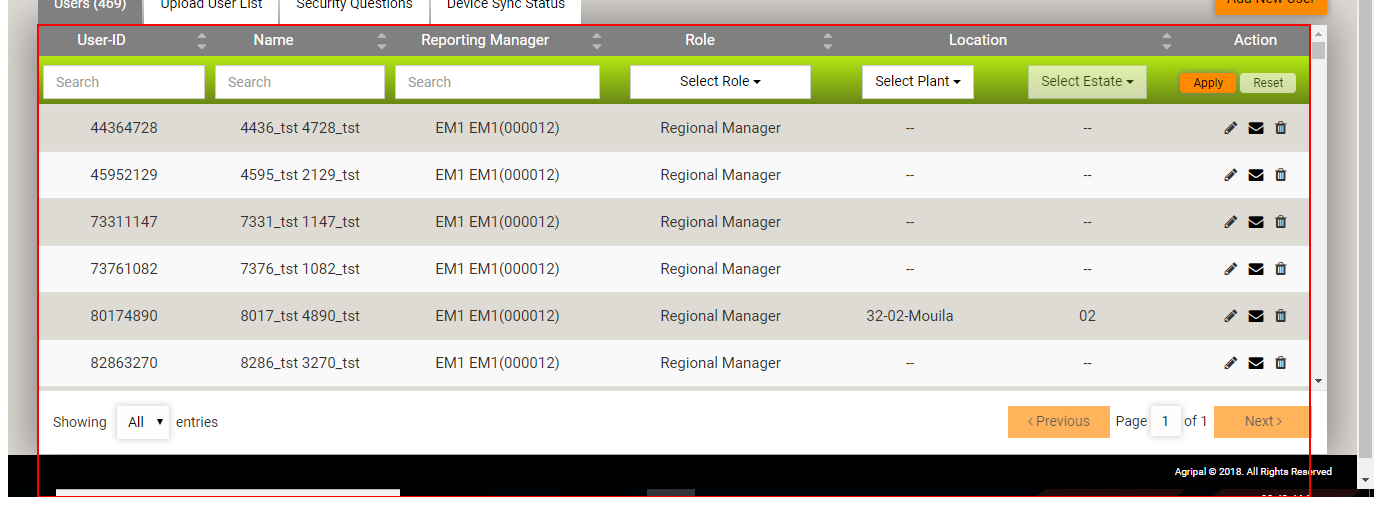 Users (469) Upload User List Security Questions Device Sync Status Add New User
User-ID Name Reporting Manager Role Location Action
Search Search Search Select Role Select Plant Select Estate Apply Reset
44364728 4436_tst 4728_tst EM1 EM1(000012) Regional Manager -- --
45952129 4595_tst 2129_tst EM1 EM1(000012) Regional Manager -- --
73311147 7331_tst 1147_tst EM1 EM1(000012) Regional Manager -- --
73761082 7376_tst 1082_tst EM1 EM1(000012) Regional Manager -- --
80174890 8017_tst 4890_tst EM1 EM1(000012) Regional Manager 32-02-Mouila 02
82863270 8286_tst 3270_tst EM1 EM1(000012) Regional Manager -- --
Showing All entries < Previous Page 1 of 1 Next >
Agripal © 2018. All Rights Reserved